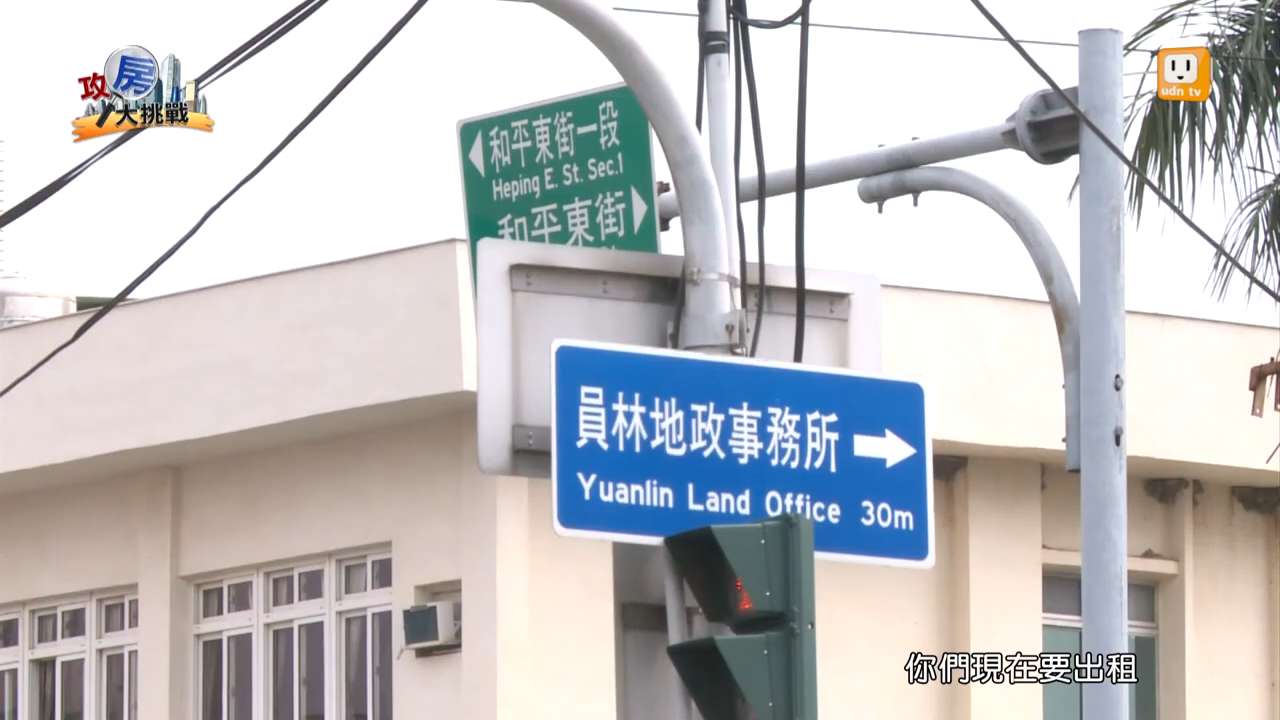 攻房
大挑戰
udn tv
和平東街一段
Heping E. St. Sec.1
和平東街
員林地政事務所
Yuanlin Land Office 30m
你們現在要出租